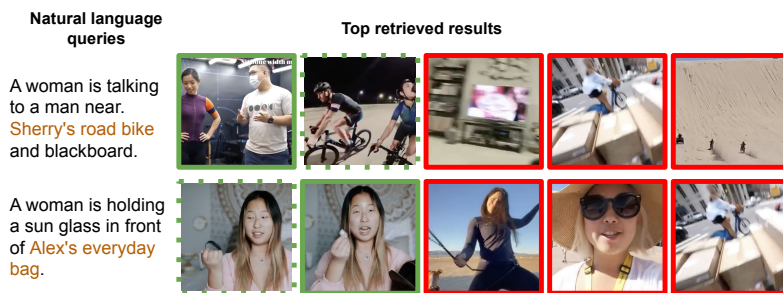 Natural language
queries
Top retrieved results
A woman is talking
to a man near.
Sherry's road bike
and blackboard.
A woman is holding
a sun glass in front
of Alex's everyday
bag.